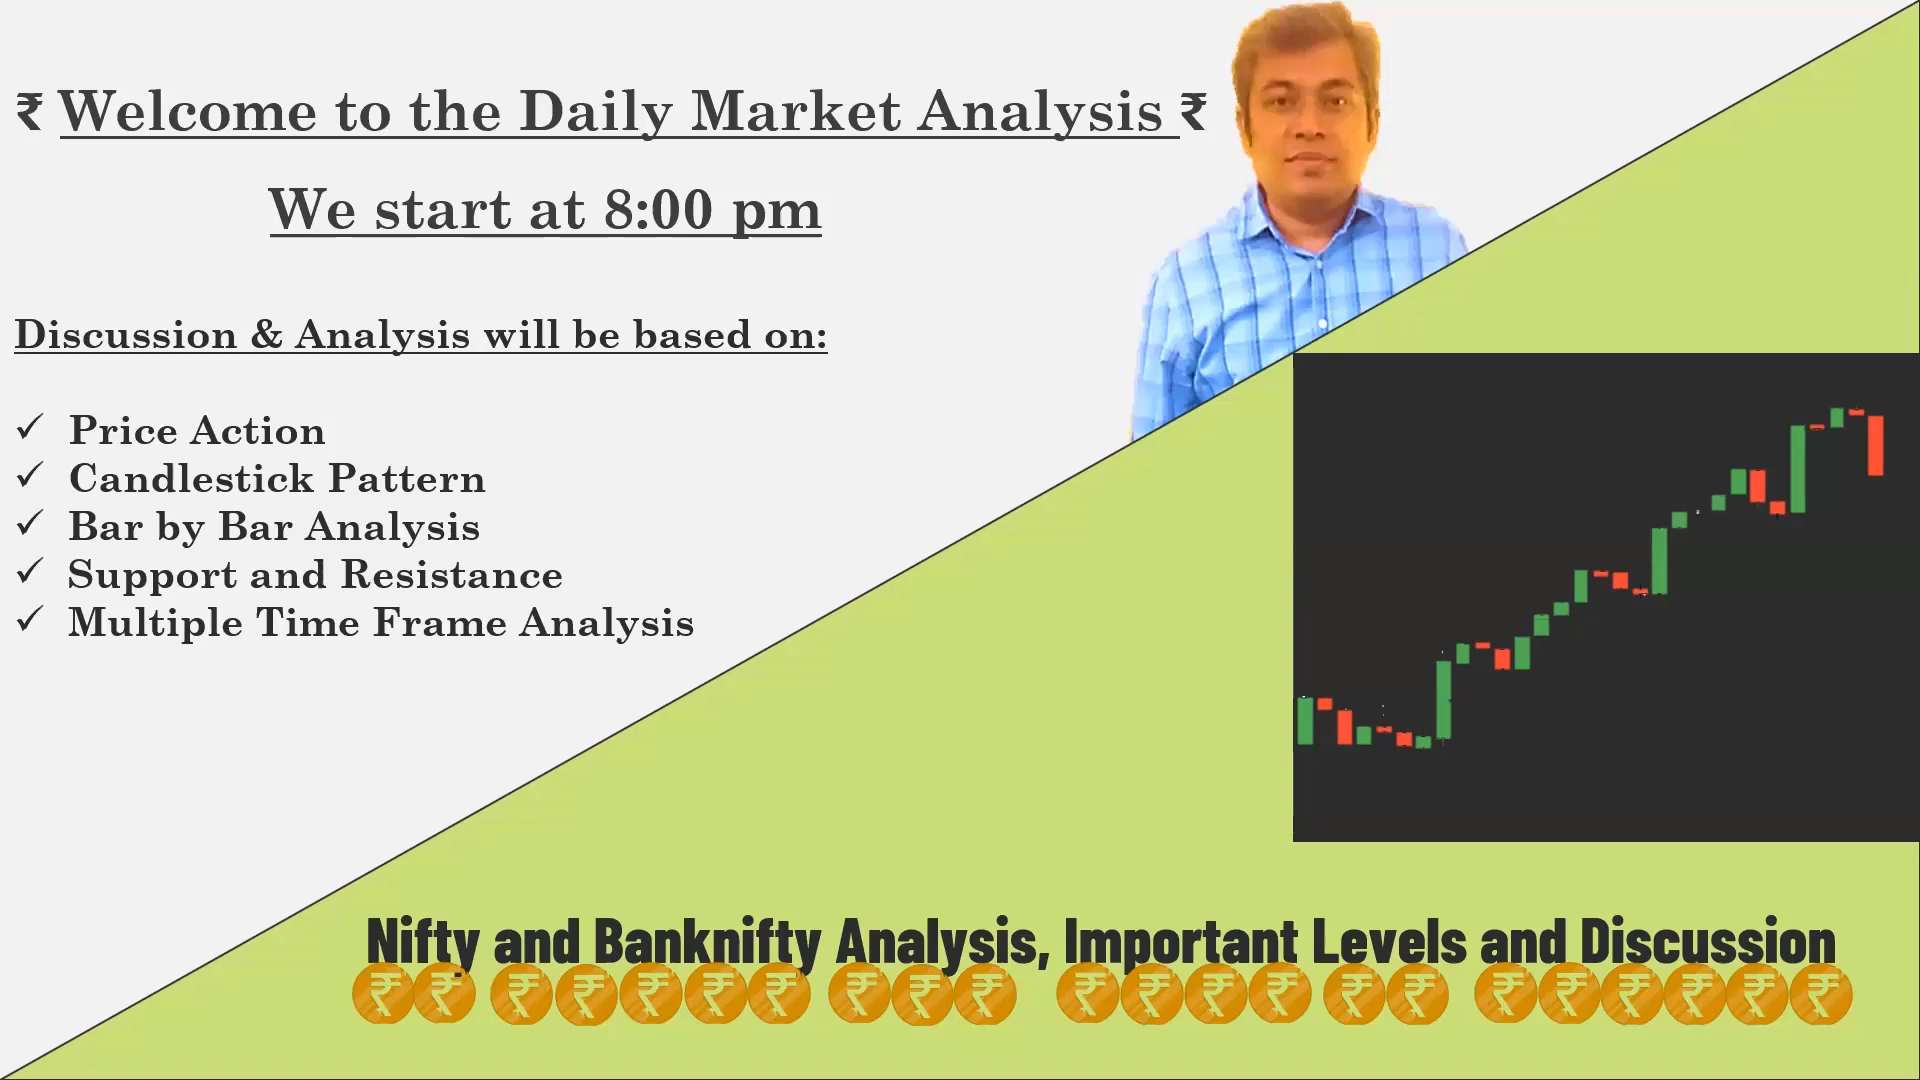 ₹ Welcome to the Daily Market Analysis ₹
We start at 8:00 pm
Discussion & Analysis will be based on:
✓ Price Action
✓ Candlestick Pattern
✓ Bar by Bar Analysis
✓ Support and Resistance
✓ Multiple Time Frame Analysis
Nifty and Banknifty Analysis, Important Levels and Discussion
₹₹ ₹₹₹₹₹ ₹₹₹ ₹₹₹₹ ₹₹ ₹₹₹₹₹₹